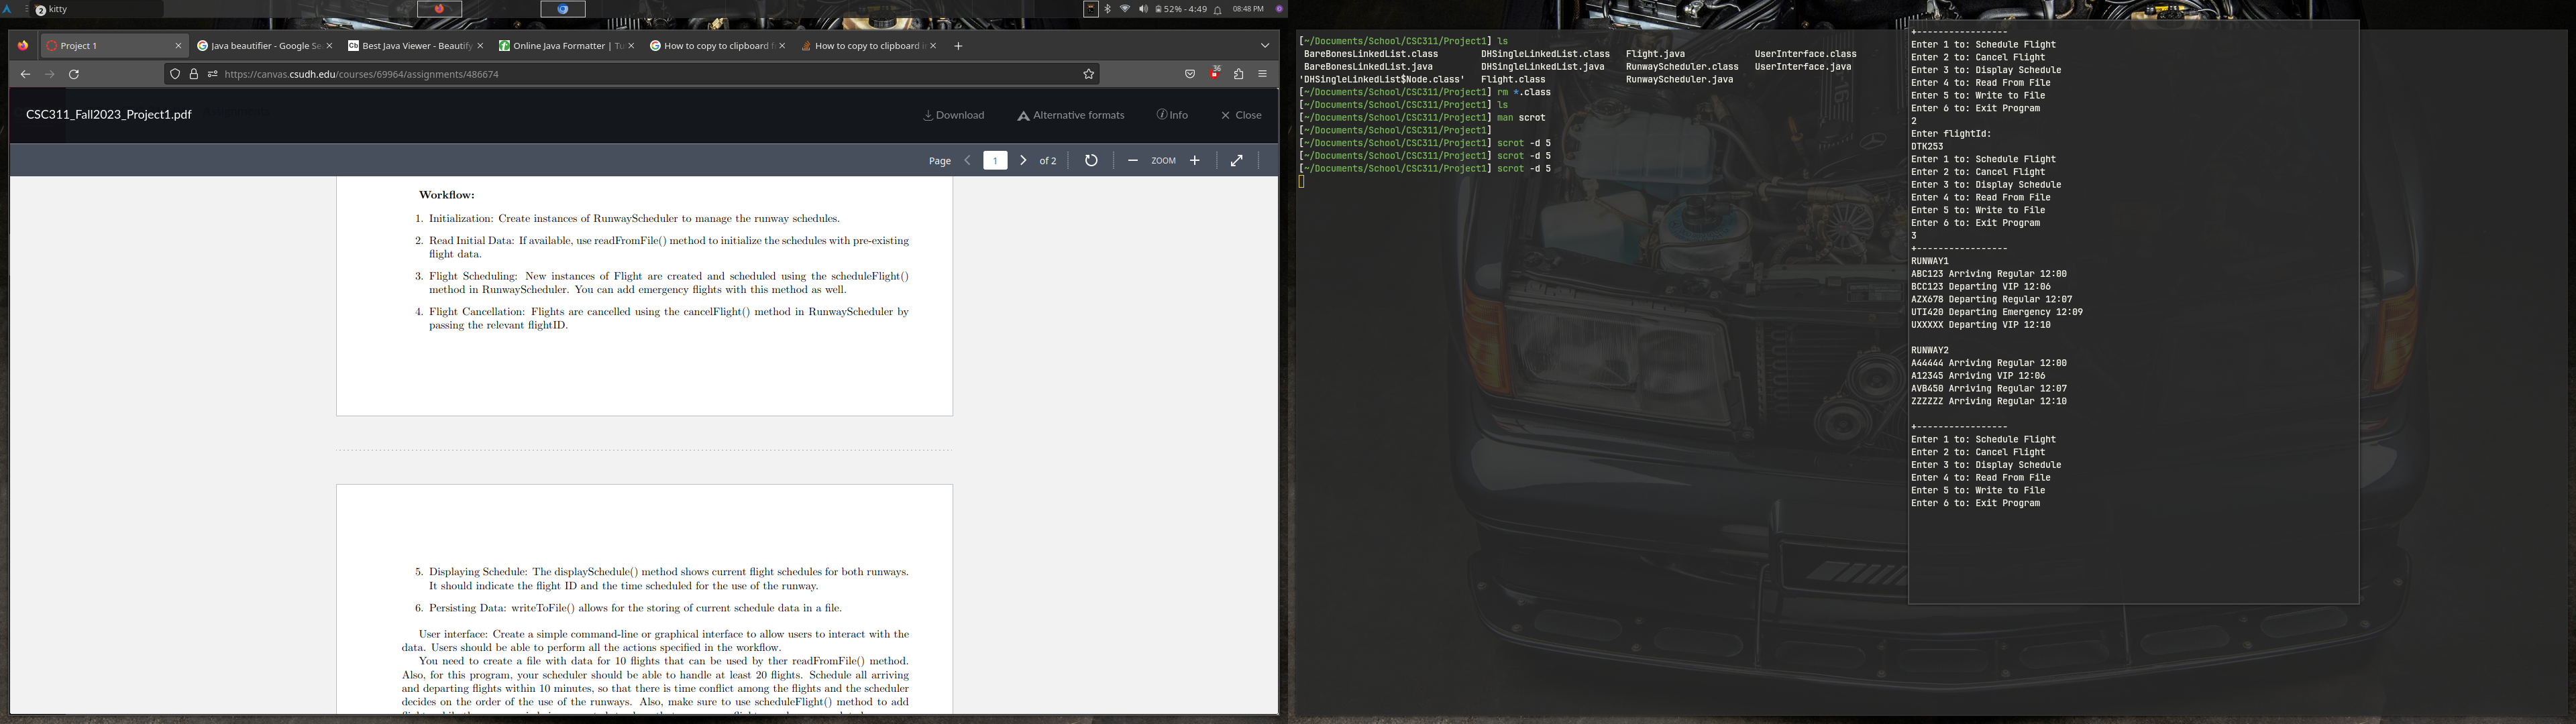 kitty
2
52% - 4:49
08:48 PM
Project 1
Java beautifier - Google Se
Best Java Viewer - Beautify
Online Java Formatter | Tu
How to copy to clipboard f
How to copy to clipboard i
https://canvas.csudh.edu/courses/69964/assignments/486674
36
CSC311_Fall2023_Project1.pdf
Download
Alternative formats
Info
Close
Page 1 of 2
ZOOM
Workflow:
1. Initialization: Create instances of RunwayScheduler to manage the runway schedules.
2. Read Initial Data: If available, use readFromFile() method to initialize the schedules with pre-existing
flight data.
3. Flight Scheduling: New instances of Flight are created and scheduled using the scheduleFlight()
method in RunwayScheduler. You can add emergency flights with this method as well.
4. Flight Cancellation: Flights are cancelled using the cancelFlight() method in RunwayScheduler by
passing the relevant flightID.
5. Displaying Schedule: The displaySchedule() method shows current flight schedules for both runways.
It should indicate the flight ID and the time scheduled for the use of the runway.
6. Persisting Data: writeToFile() allows for the storing of current schedule data in a file.
User interface: Create a simple command-line or graphical interface to allow users to interact with the
data. Users should be able to perform all the actions specified in the workflow.
You need to create a file with data for 10 flights that can be used by ther readFromFile() method.
Also, for this program, your scheduler should be able to handle at least 20 flights. Schedule all arriving
and departing flights within 10 minutes, so that there is time conflict among the flights and the scheduler
decides on the order of the use of the runways. Also, make sure to use scheduleFlight() method to add
[~/Documents/School/CSC311/Project1] ls
BareBonesLinkedList.class DHSingleLinkedList.class Flight.java UserInterface.class
BareBonesLinkedList.java DHSingleLinkedList.java RunwayScheduler.class UserInterface.java
'DHSingleLinkedList$Node.class' Flight.class RunwayScheduler.java
[~/Documents/School/CSC311/Project1] rm *.class
[~/Documents/School/CSC311/Project1] ls
[~/Documents/School/CSC311/Project1] man scrot
[~/Documents/School/CSC311/Project1]
[~/Documents/School/CSC311/Project1] scrot -d 5
[~/Documents/School/CSC311/Project1] scrot -d 5
[~/Documents/School/CSC311/Project1] scrot -d 5
+-----------------
Enter 1 to: Schedule Flight
Enter 2 to: Cancel Flight
Enter 3 to: Display Schedule
Enter 4 to: Read From File
Enter 5 to: Write to File
Enter 6 to: Exit Program
2
Enter flightId:
DTK253
Enter 1 to: Schedule Flight
Enter 2 to: Cancel Flight
Enter 3 to: Display Schedule
Enter 4 to: Read From File
Enter 5 to: Write to File
Enter 6 to: Exit Program
3
+-----------------
RUNWAY1
ABC123 Arriving Regular 12:00
BCC123 Departing VIP 12:06
AZX678 Departing Regular 12:07
UTI420 Departing Emergency 12:09
UXXXXX Departing VIP 12:10
RUNWAY2
A44444 Arriving Regular 12:00
A12345 Arriving VIP 12:06
AVB450 Arriving Regular 12:07
ZZZZZZ Arriving Regular 12:10
+-----------------
Enter 1 to: Schedule Flight
Enter 2 to: Cancel Flight
Enter 3 to: Display Schedule
Enter 4 to: Read From File
Enter 5 to: Write to File
Enter 6 to: Exit Program